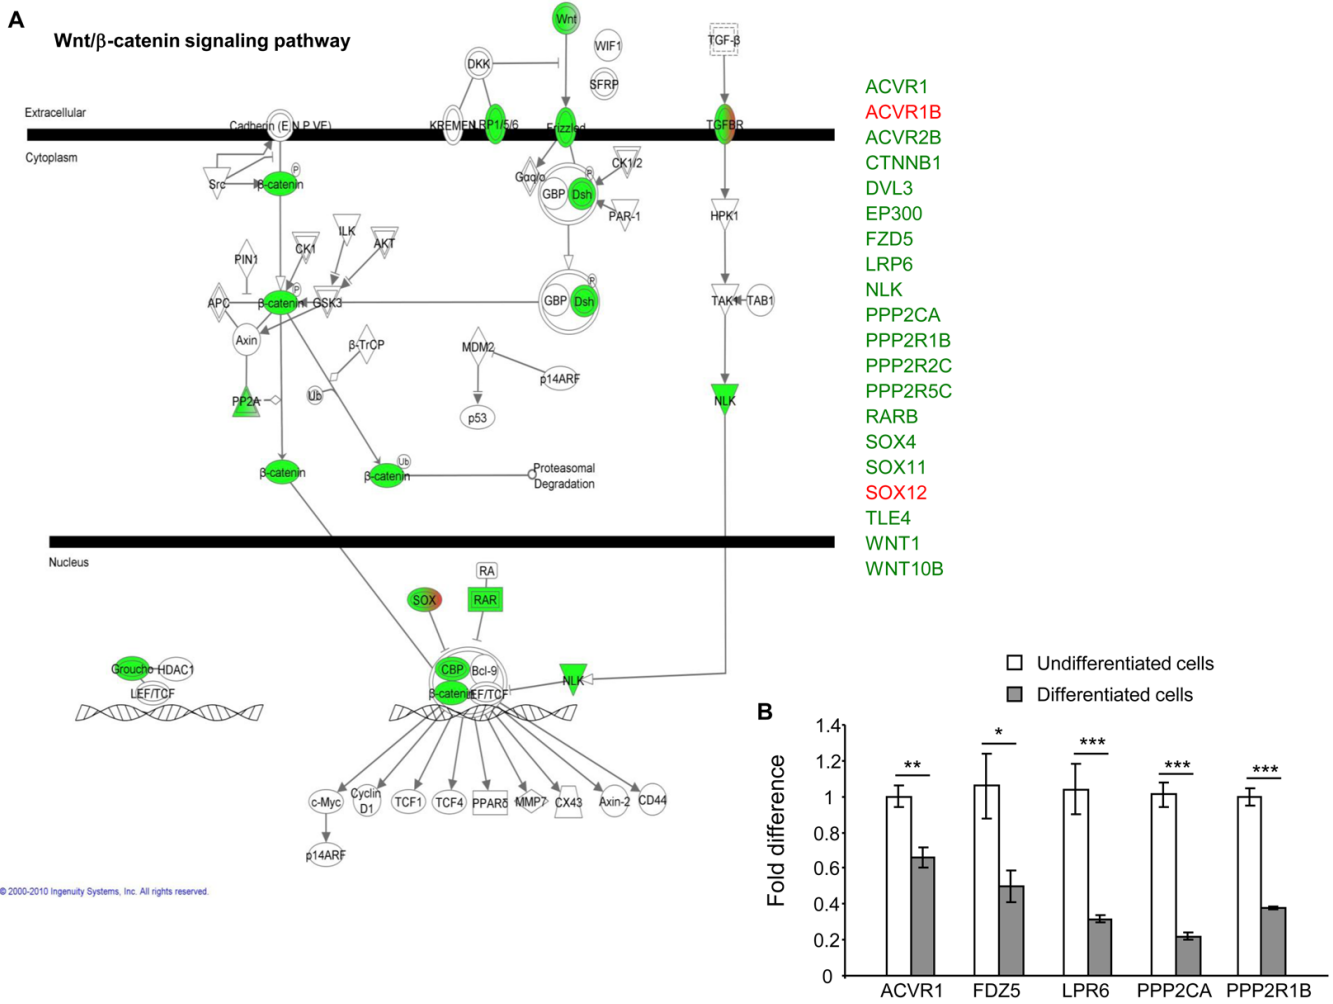 A
Wnt/β-catenin signaling pathway
Wnt
WIF1
TGF-β
DKK
SFRP
Extracellular
Cadherin (E,N,P,VE)
KREMEN
LRP1/5/6
Frizzled
TGFBR
Cytoplasm
Src
β-catenin
P
Gαq/o
GBP
Dsh
P
CK1/2
PAR-1
HPK1
ILK
AKT
CK1
PIN1
APC
β-catenin
P
GSK3
GBP
Dsh
P
TAK1
TAB1
Axin
β-TrCP
MDM2
p14ARF
PP2A
Ub
p53
NLK
β-catenin
β-catenin
Ub
Proteasomal
Degradation
Nucleus
RA
SOX
RAR
Groucho
HDAC1
LEF/TCF
CBP
Bcl-9
β-catenin
LEF/TCF
NLK
c-Myc
Cyclin
D1
TCF1
TCF4
PPARδ
MMP7
CX43
Axin-2
CD44
p14ARF
© 2000-2010 Ingenuity Systems, Inc. All rights reserved.
ACVR1
ACVR1B
ACVR2B
CTNNB1
DVL3
EP300
FZD5
LRP6
NLK
PPP2CA
PPP2R1B
PPP2R2C
PPP2R5C
RARB
SOX4
SOX11
SOX12
TLE4
WNT1
WNT10B
Undifferentiated cells
Differentiated cells
B
Fold difference
1.4
1.2
1
0.8
0.6
0.4
0.2
0
**
*
***
***
***
ACVR1
FDZ5
LPR6
PPP2CA
PPP2R1B